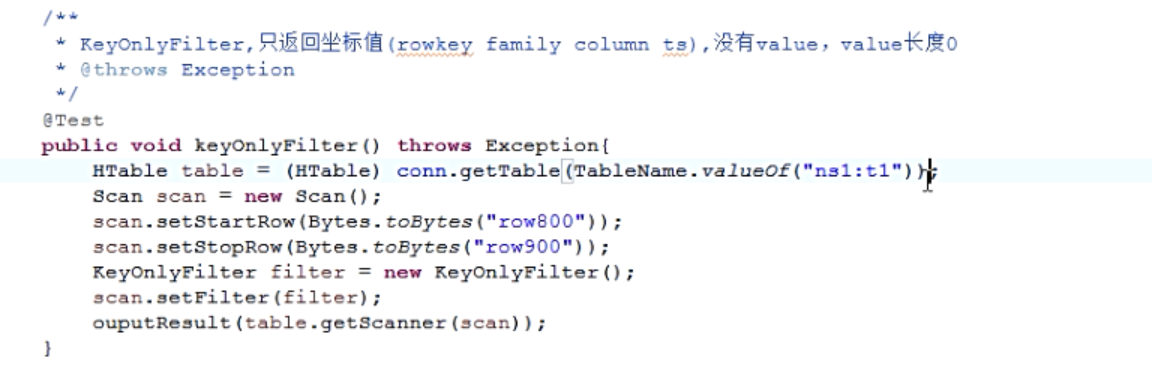 /**
 * KeyOnlyFilter,只返回坐标值(rowkey family column ts),没有value，value长度0
 * @throws Exception
 */
@Test
public void keyOnlyFilter() throws Exception{
    HTable table = (HTable) conn.getTable(TableName.valueOf("ns1:t1"));
    Scan scan = new Scan();
    scan.setStartRow(Bytes.toBytes("row800"));
    scan.setStopRow(Bytes.toBytes("row900"));
    KeyOnlyFilter filter = new KeyOnlyFilter();
    scan.setFilter(filter);
    ouputResult(table.getScanner(scan));
}